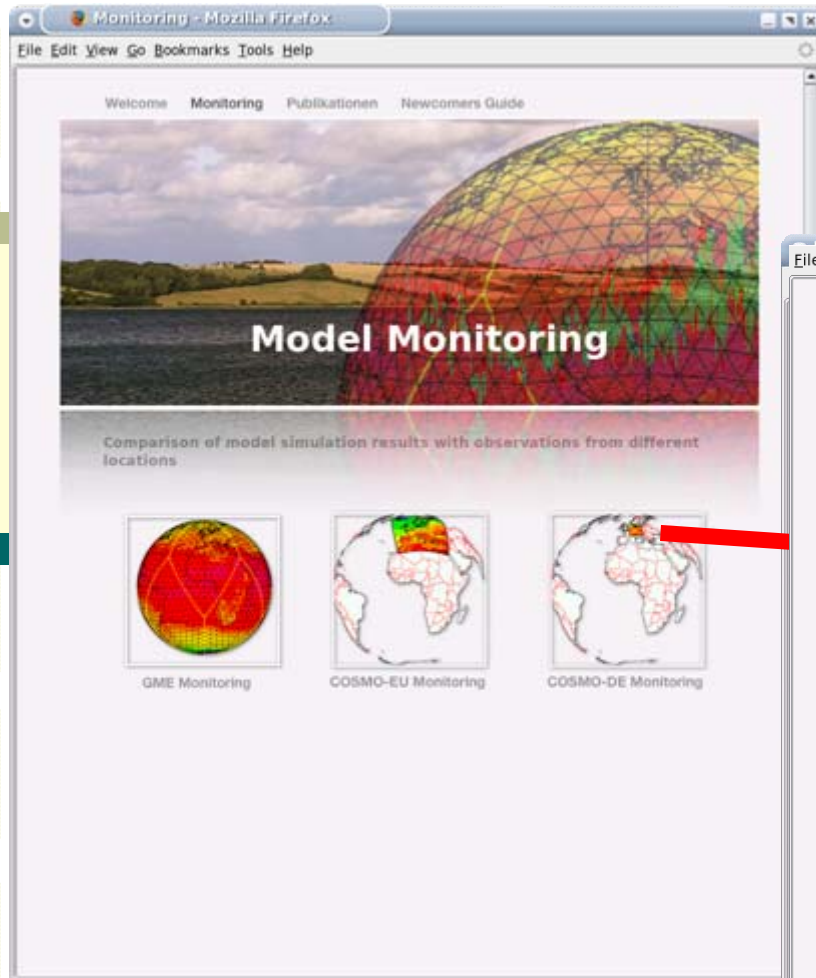 Monitoring - Mozilla Firefox
File Edit View Go Bookmarks Tools Help
Welcome Monitoring Publikationen Newcomers Guide
Model Monitoring
Comparison of model simulation results with observations from different
locations
GME Monitoring COSMO-EU Monitoring COSMO-DE Monitoring
File